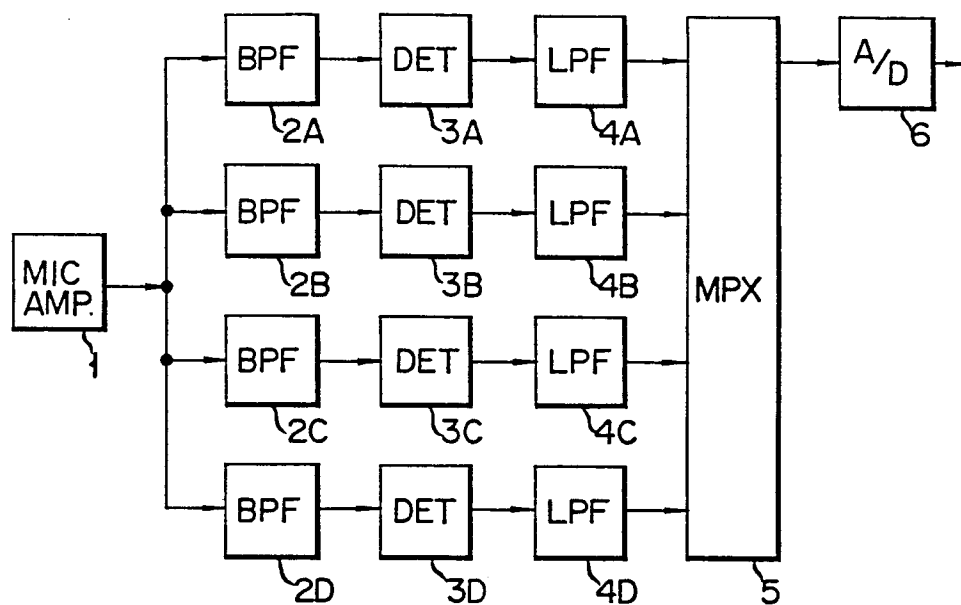 BPF DET LPF A/D
2A 3A 4A 6
BPF DET LPF
2B 3B 4B
MIC
AMP.
1
MPX
BPF DET LPF
2C 3C 4C
BPF DET LPF
2D 3D 4D 5